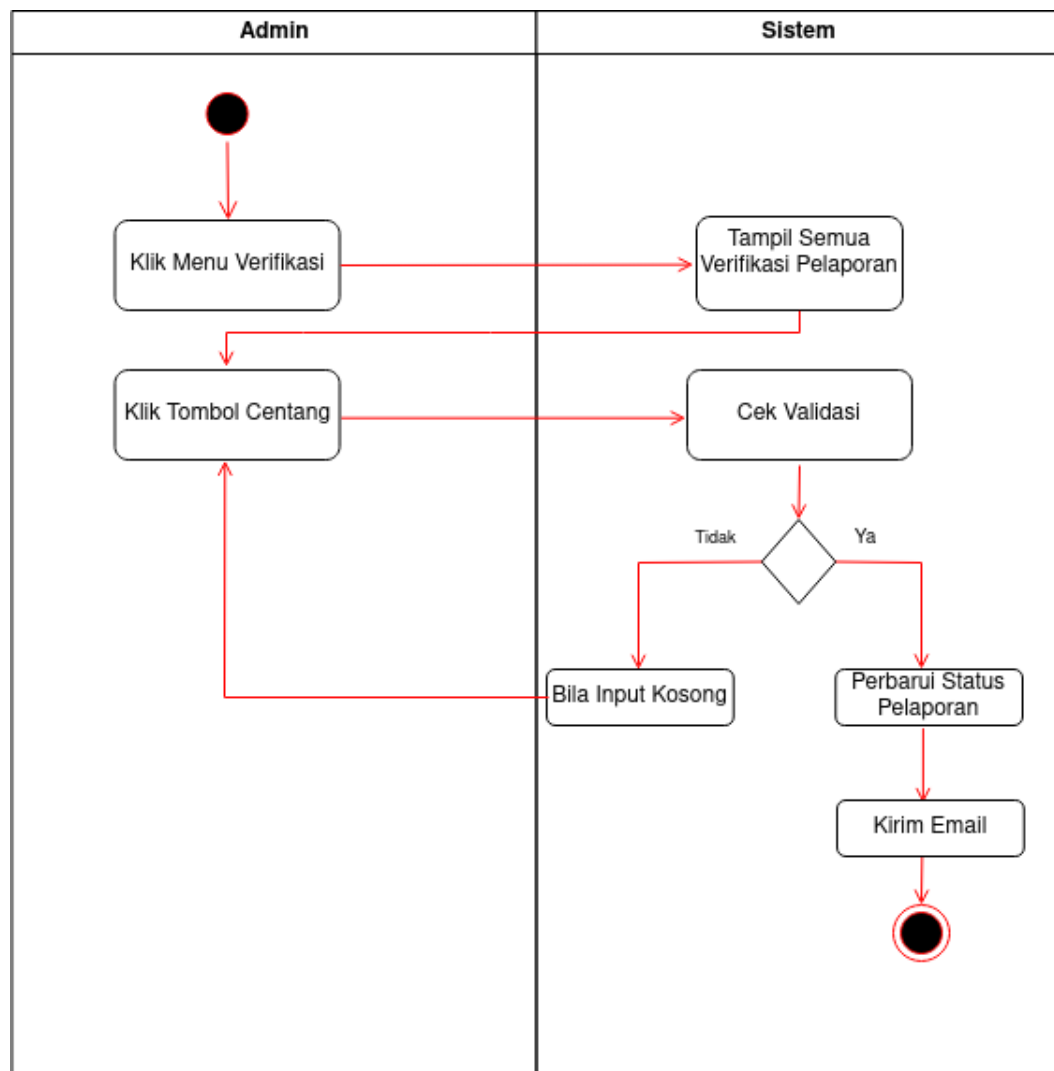 Admin
Sistem
Klik Menu Verifikasi
Tampil Semua
Verifikasi Pelaporan
Klik Tombol Centang
Cek Validasi
Tidak
Ya
Bila Input Kosong
Perbarui Status
Pelaporan
Kirim Email